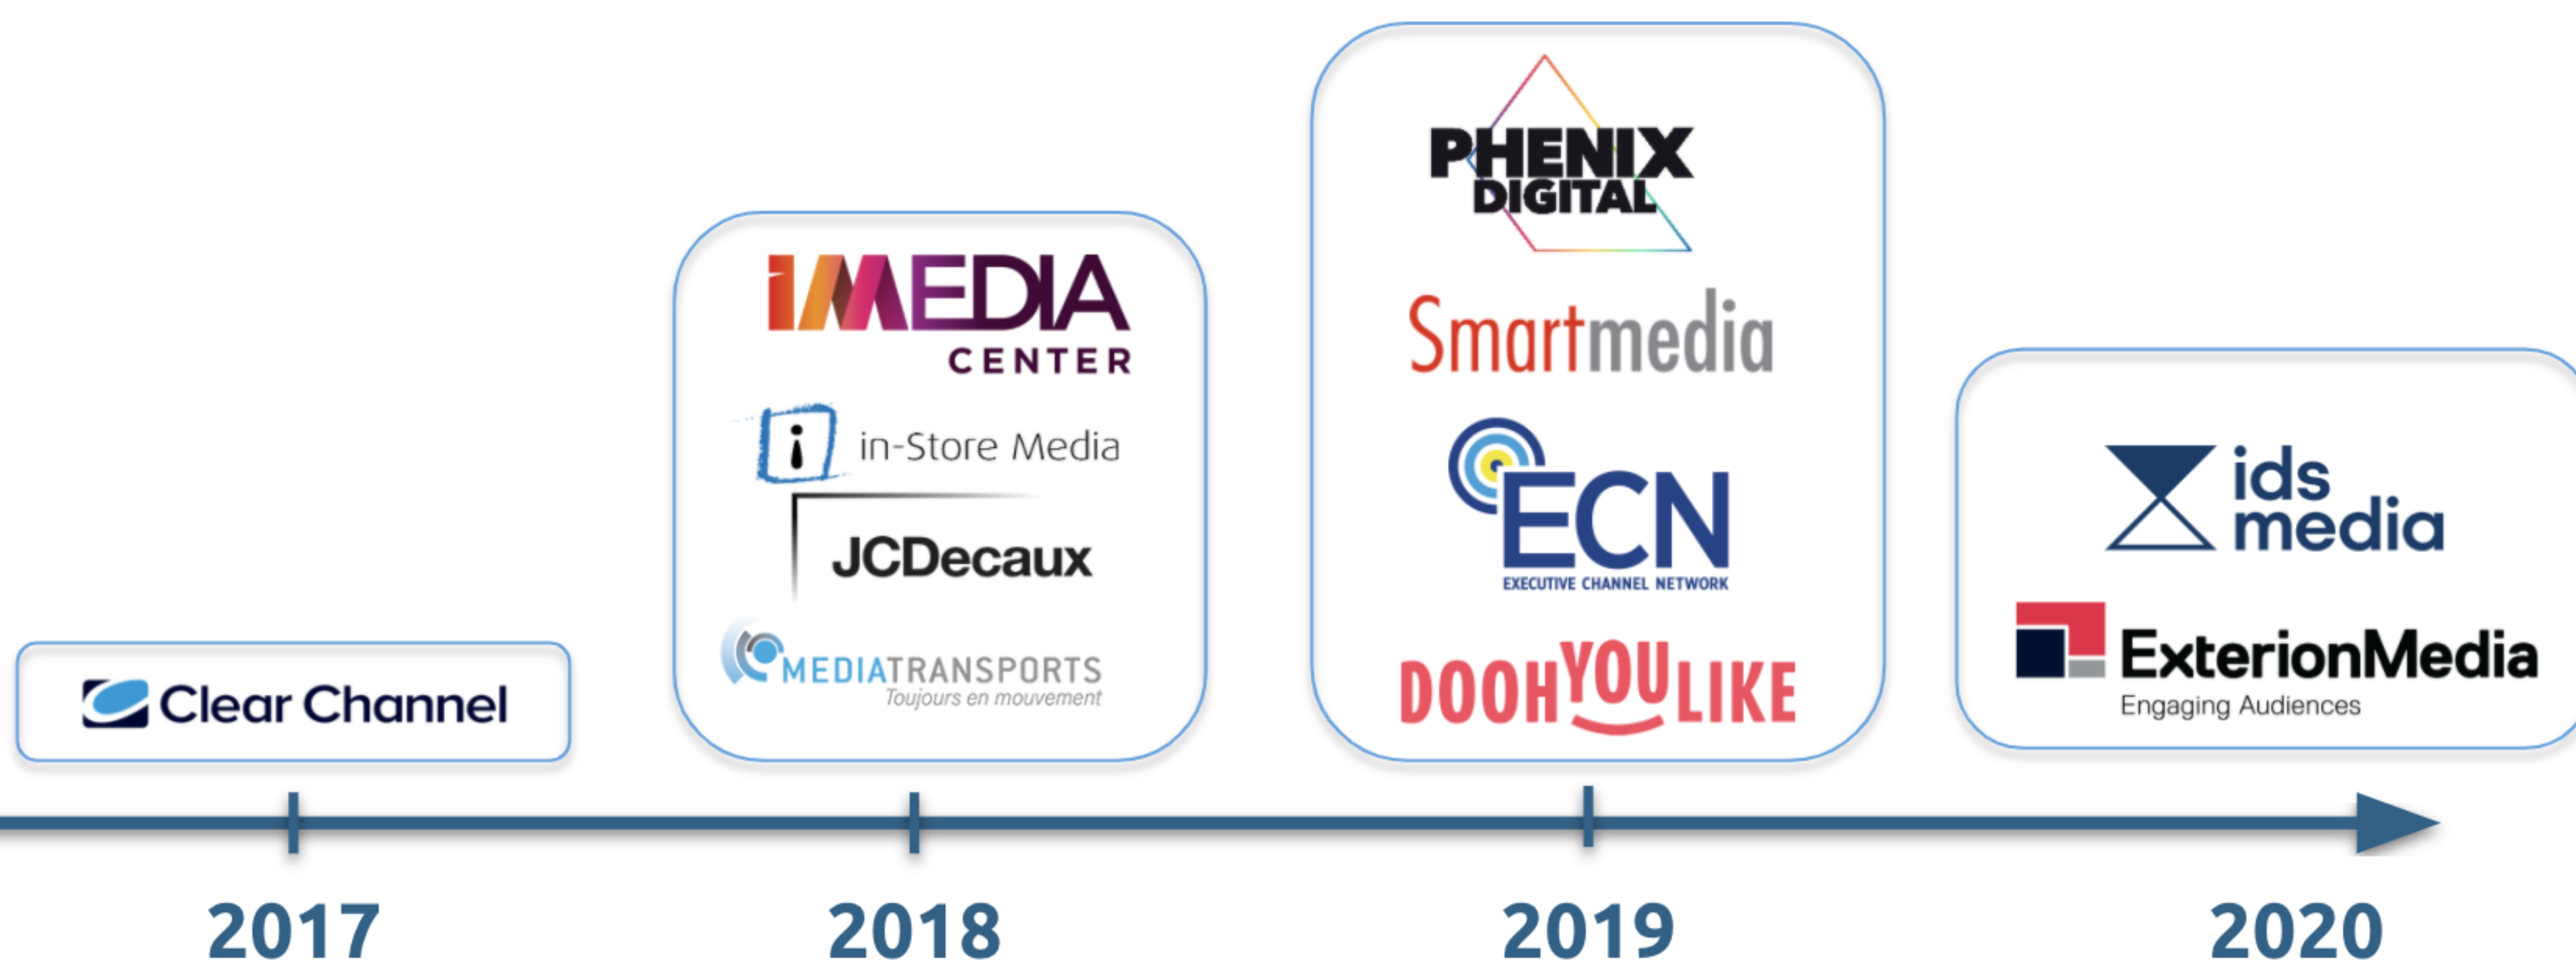 Clear Channel
iMEDIA
CENTER
i in-Store Media
JCDecaux
MEDIATRANSPORTS
Toujours en mouvement
PHENIX
DIGITAL
Smartmedia
ECN
EXECUTIVE CHANNEL NETWORK
DOOHYOULIKE
ids
media
ExterionMedia
Engaging Audiences
2017
2018
2019
2020